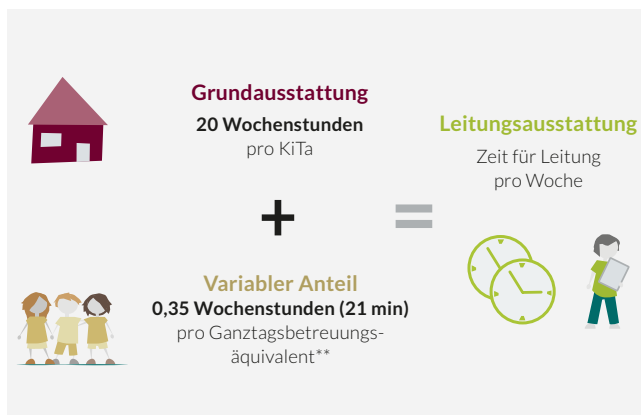 Grundausstattung
20 Wochenstunden
pro KiTa
+
Variabler Anteil
0,35 Wochenstunden (21 min)
pro Ganztagsbetreuungs-
äquivalent**
=
Leitungsausstattung
Zeit für Leitung
pro Woche